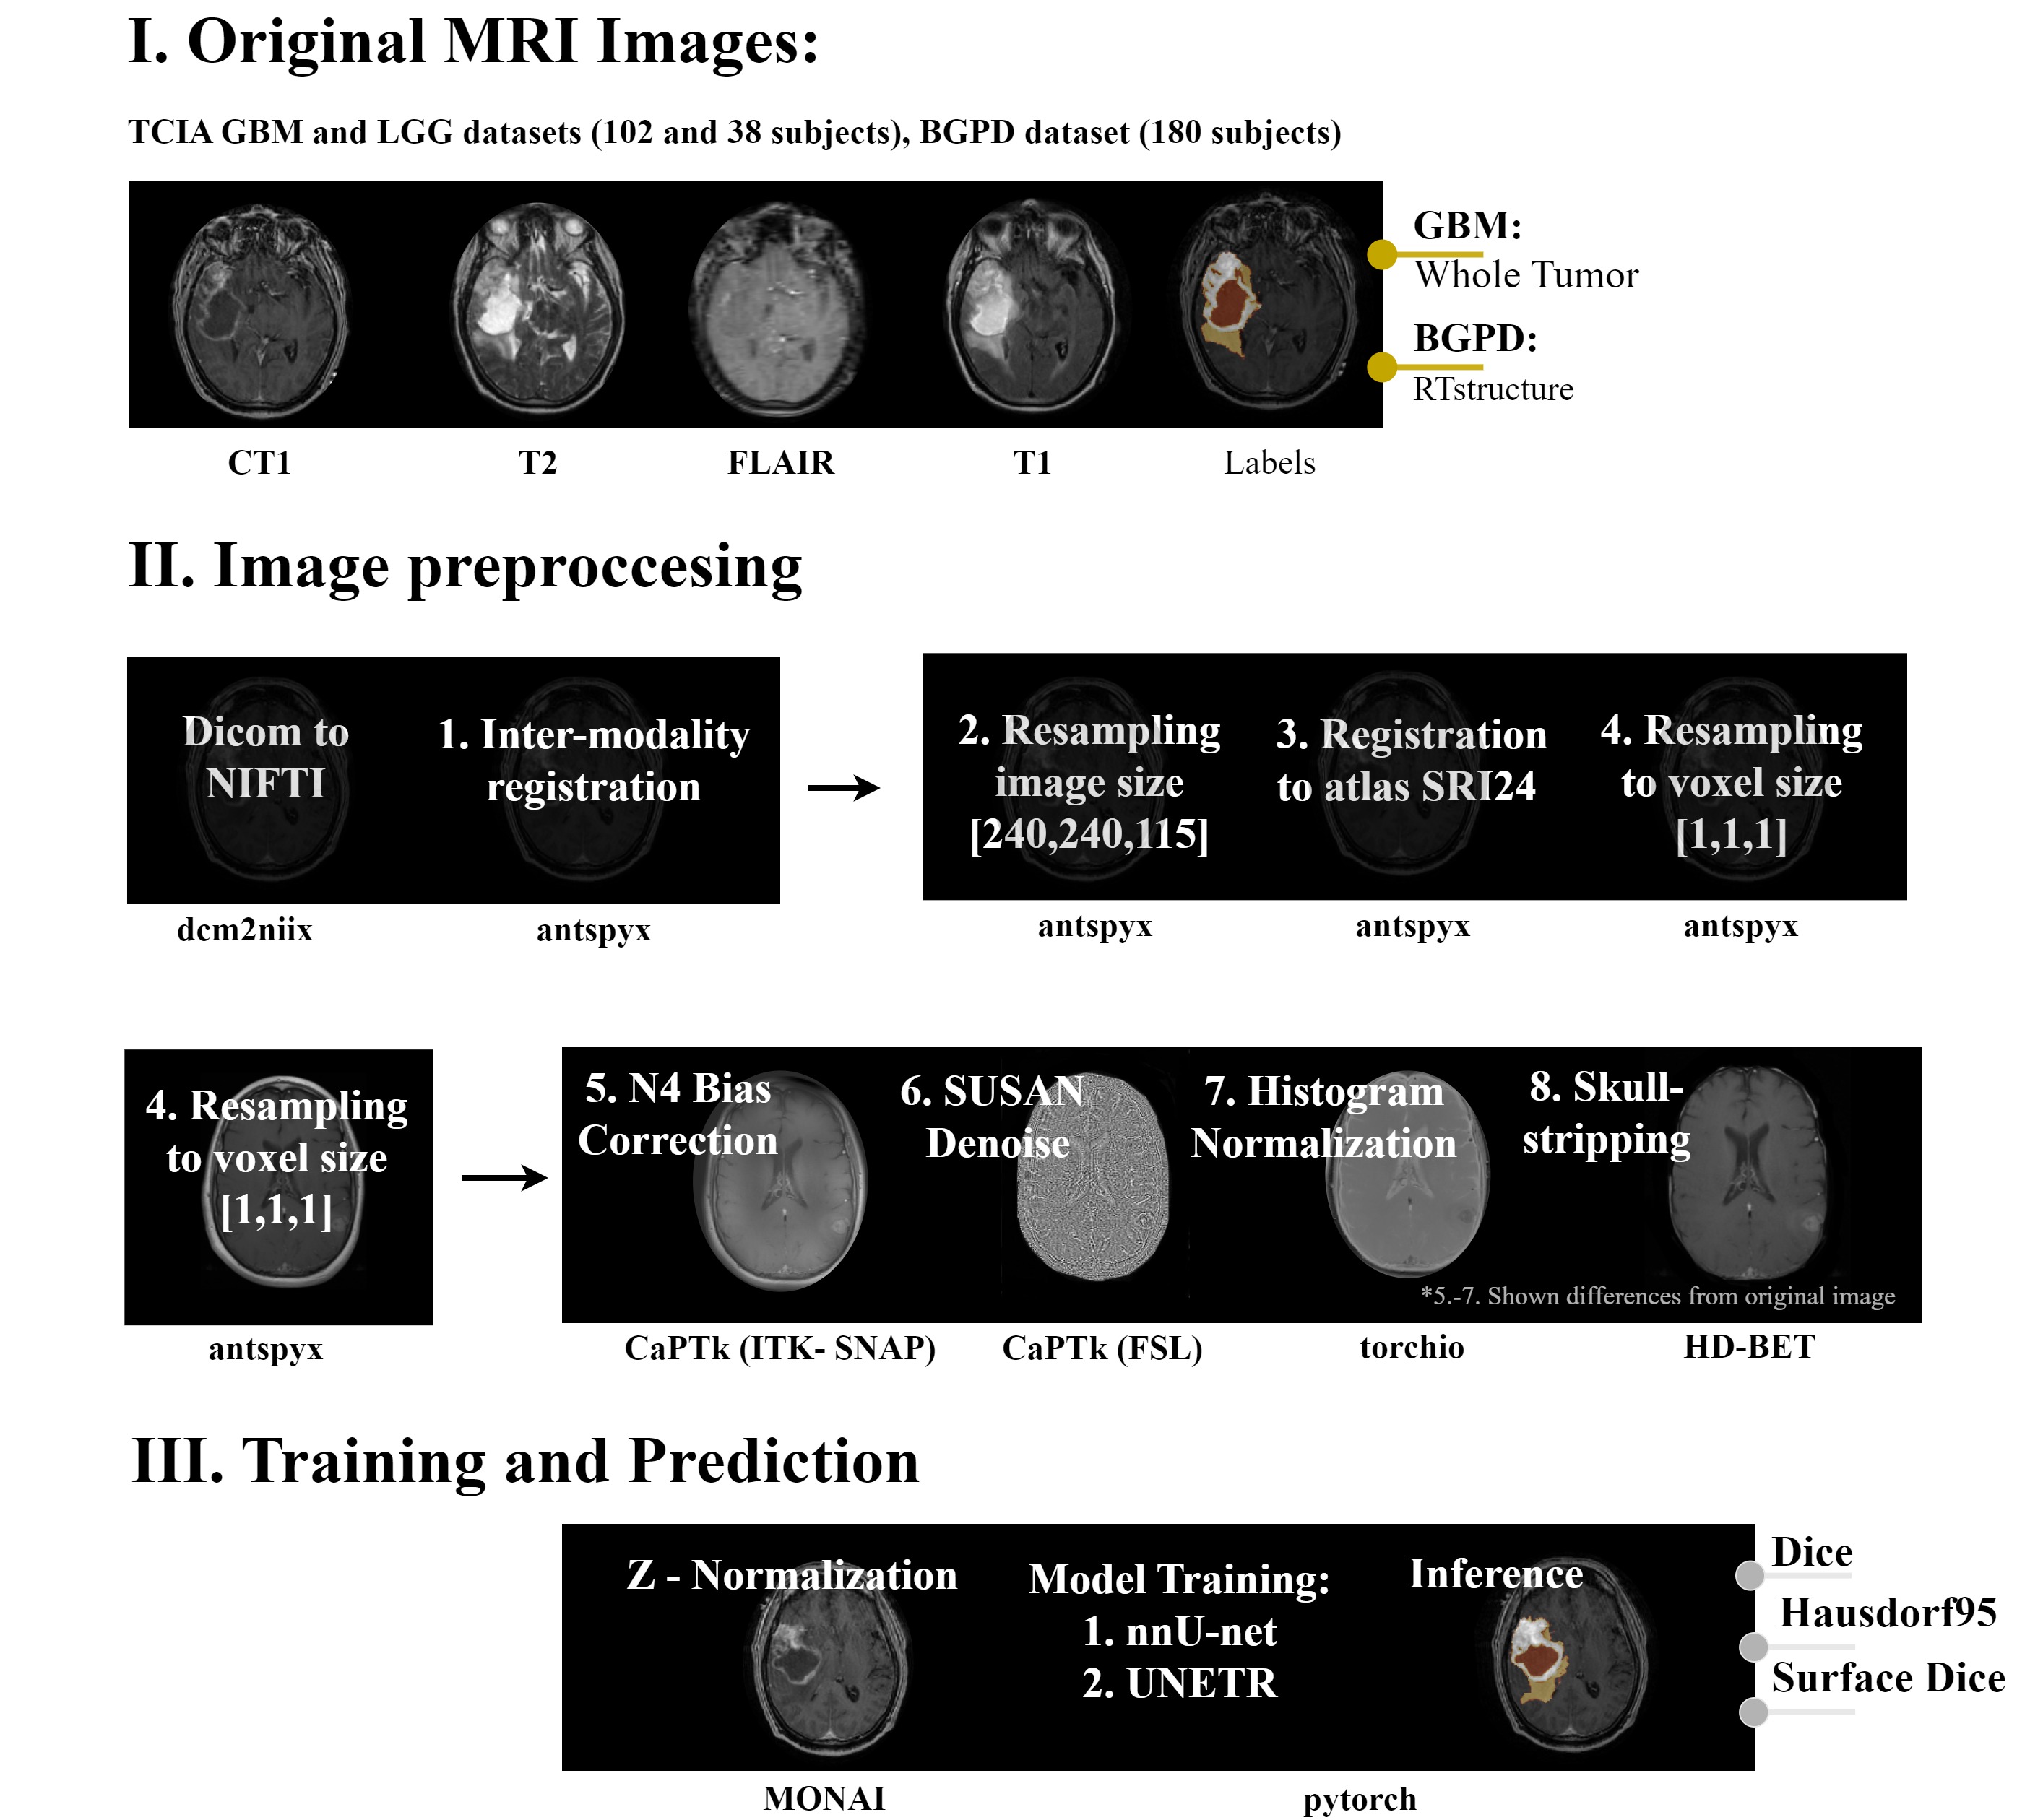 I. Original MRI Images:
TCIA GBM and LGG datasets (102 and 38 subjects), BGPD dataset (180 subjects)
GBM:
Whole Tumor
BGPD:
RTstructure
CT1
T2
FLAIR
T1
Labels
II. Image preproccesing
Dicom to
NIFTI
1. Inter-modality
registration
2. Resampling
image size
[240,240,115]
3. Registration
to atlas SRI24
4. Resampling
to voxel size
[1,1,1]
dcm2niix
antspyx
antspyx
antspyx
antspyx
4. Resampling
to voxel size
[1,1,1]
5. N4 Bias
Correction
6. SUSAN
Denoise
7. Histogram
Normalization
8. Skull-
stripping
*5.-7. Shown differences from original image
antspyx
CaPTk (ITK- SNAP)
CaPTk (FSL)
torchio
HD-BET
III. Training and Prediction
Z - Normalization
Model Training:
1. nnU-net
2. UNETR
Inference
Dice
Hausdorf95
Surface Dice
MONAI
pytorch